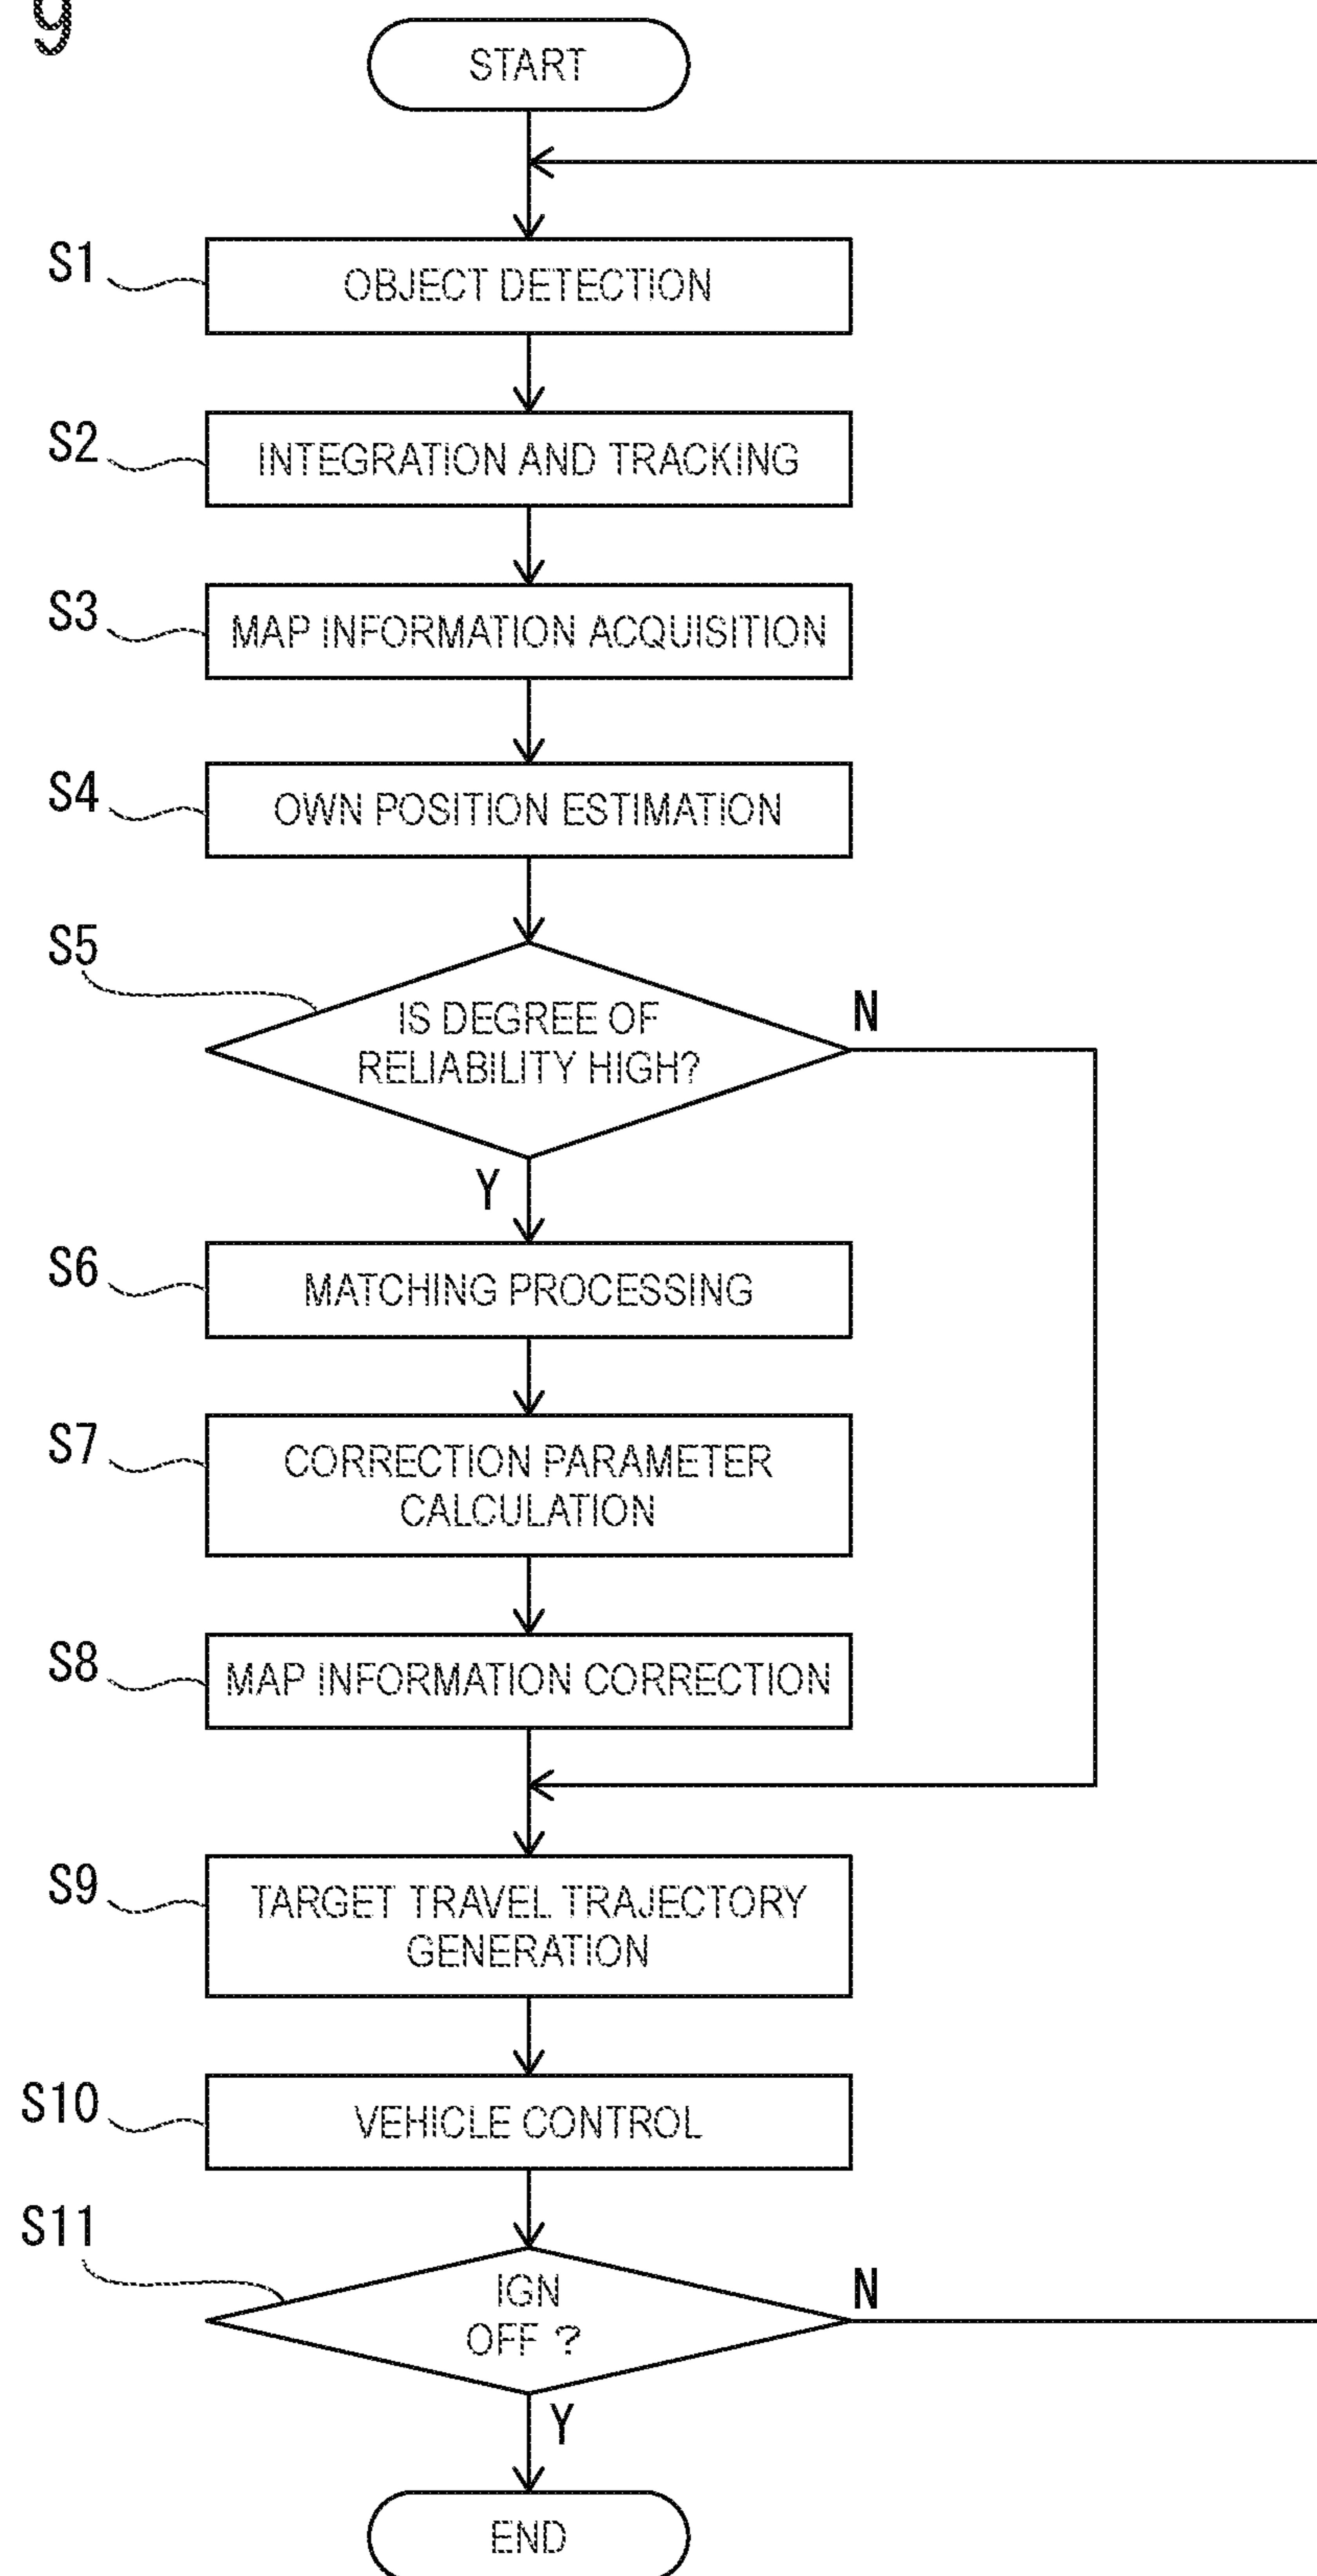 9
START
S1
OBJECT DETECTION
S2
INTEGRATION AND TRACKING
S3
MAP INFORMATION ACQUISITION
S4
OWN POSITION ESTIMATION
S5
IS DEGREE OF
RELIABILITY HIGH?
N
Y
S6
MATCHING PROCESSING
S7
CORRECTION PARAMETER
CALCULATION
S8
MAP INFORMATION CORRECTION
S9
TARGET TRAVEL TRAJECTORY
GENERATION
S10
VEHICLE CONTROL
S11
IGN
OFF ?
N
Y
END